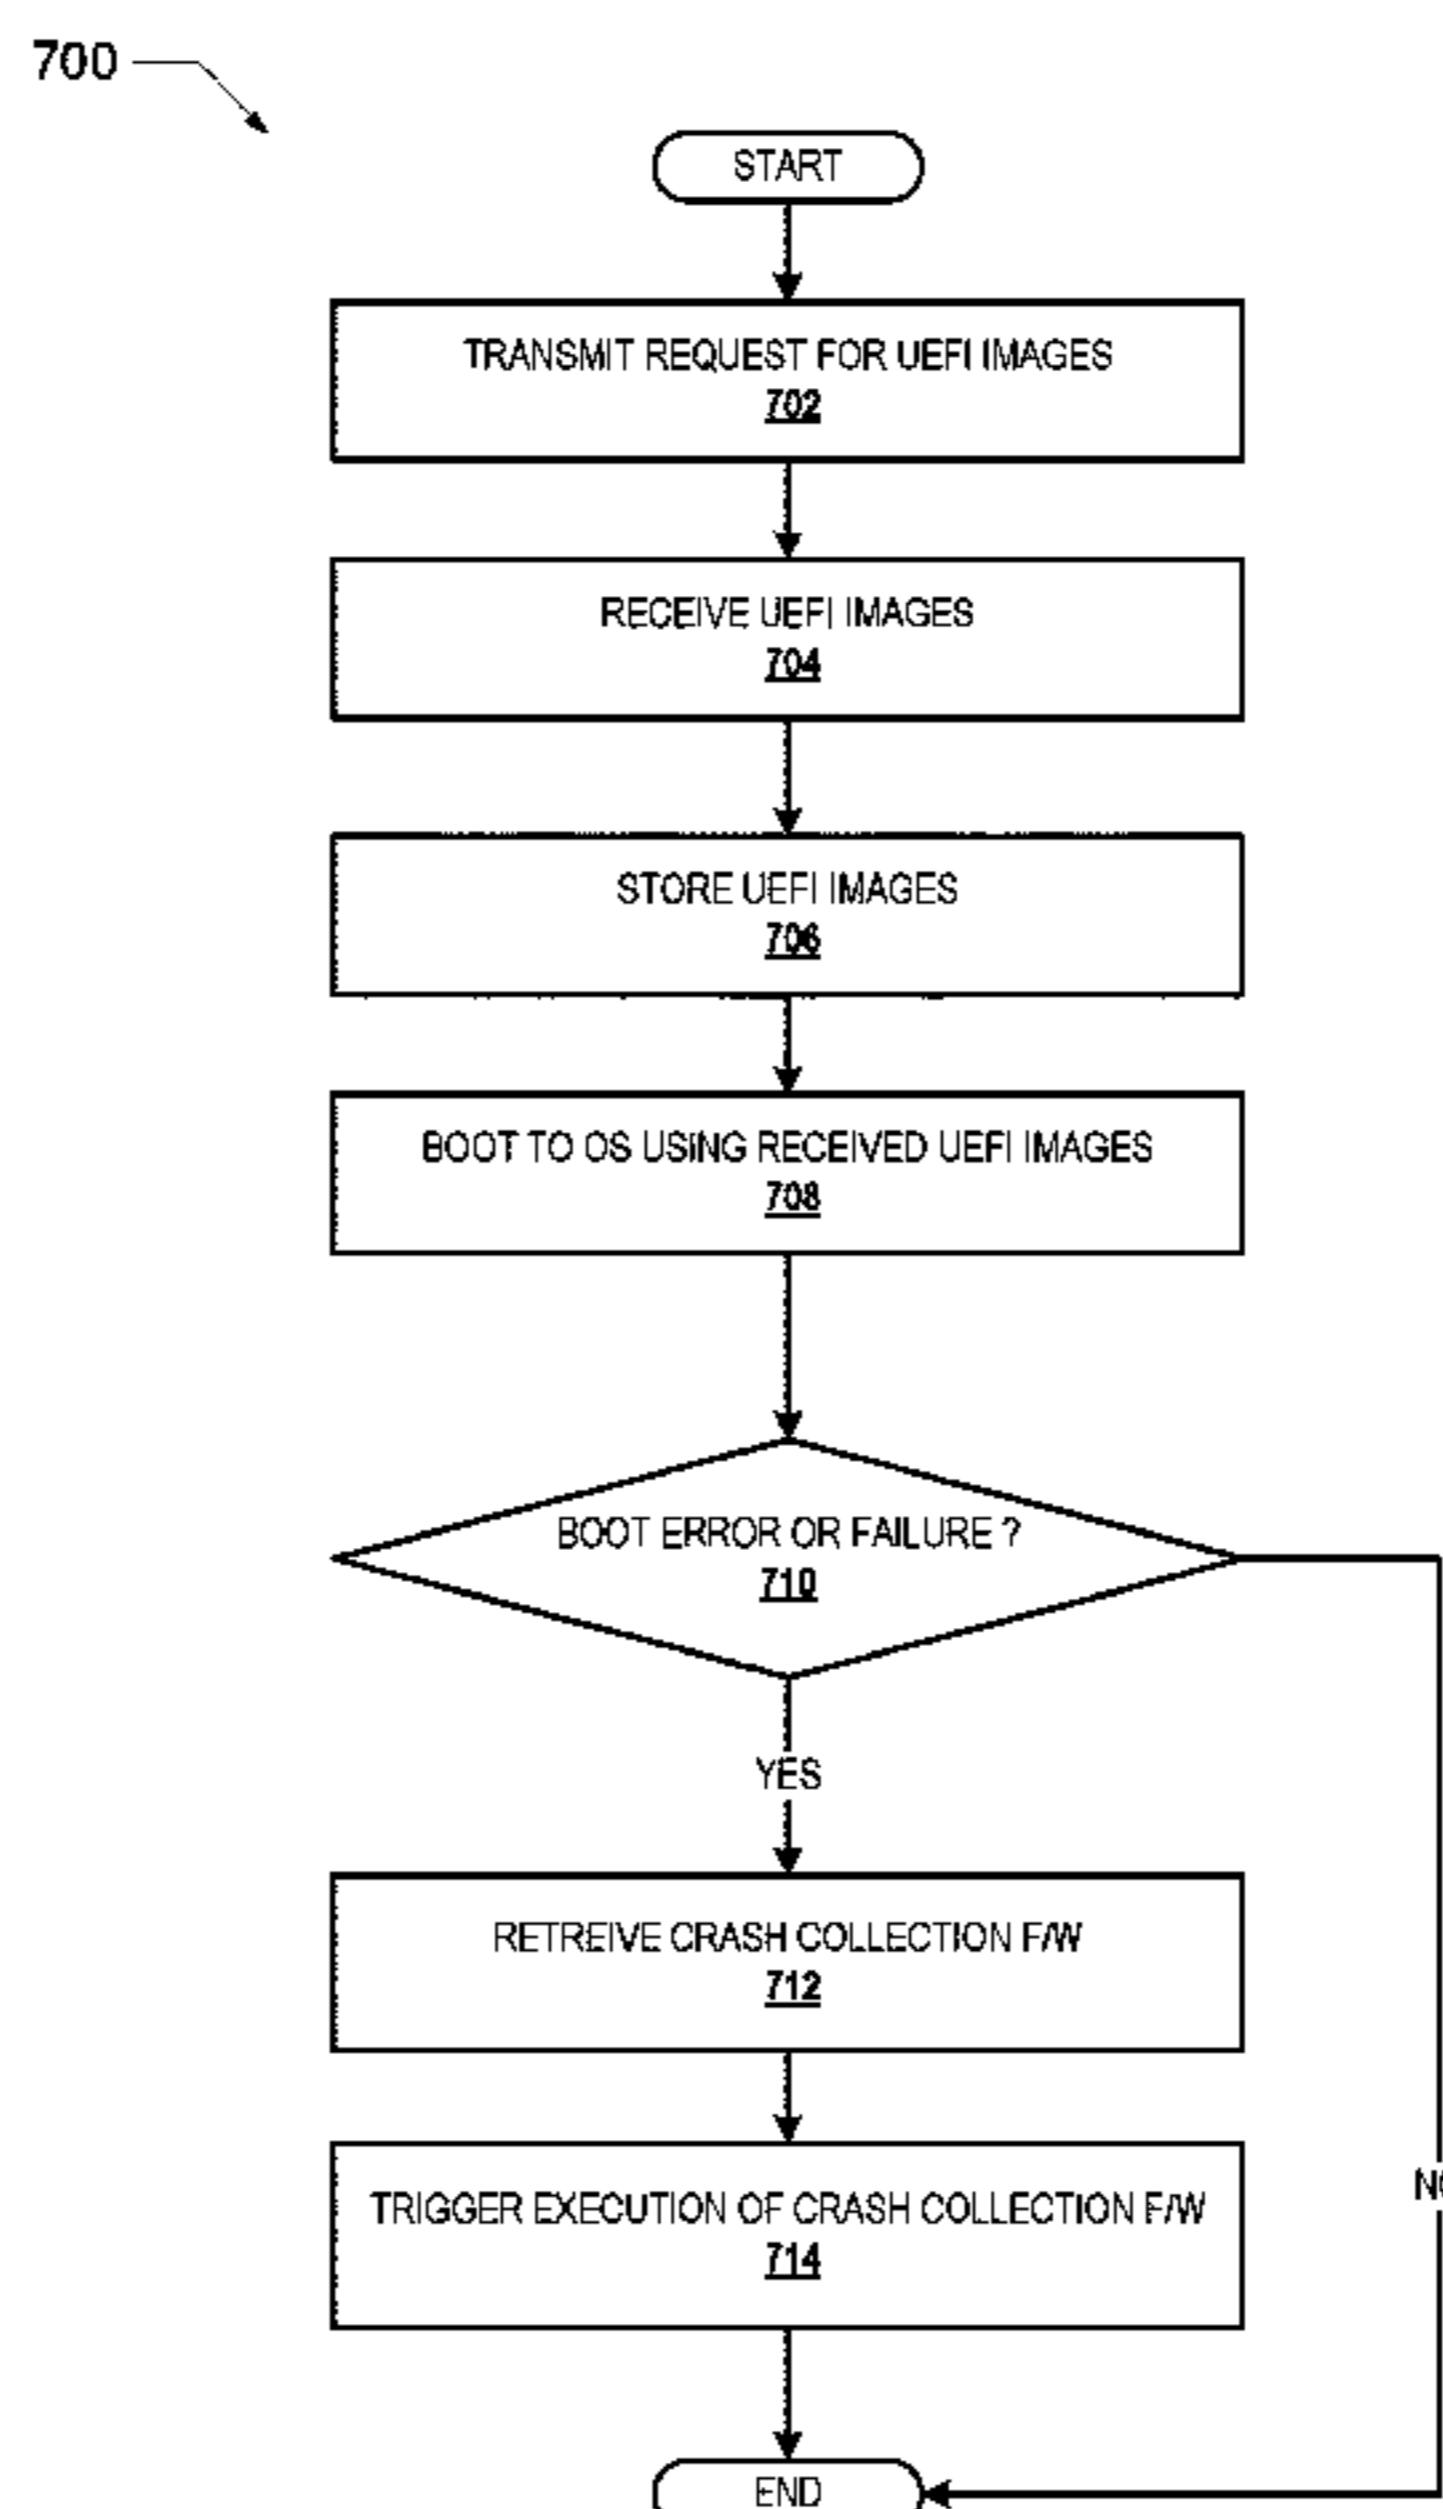 700
START
TRANSMIT REQUEST FOR UEFI IMAGES
702
RECEIVE UEFI IMAGES
704
STORE UEFI IMAGES
706
BOOT TO OS USING RECEIVED UEFI IMAGES
708
BOOT ERROR OR FAILURE ?
710
YES
RETREIVE CRASH COLLECTION F/W
712
TRIGGER EXECUTION OF CRASH COLLECTION F/W
714
END